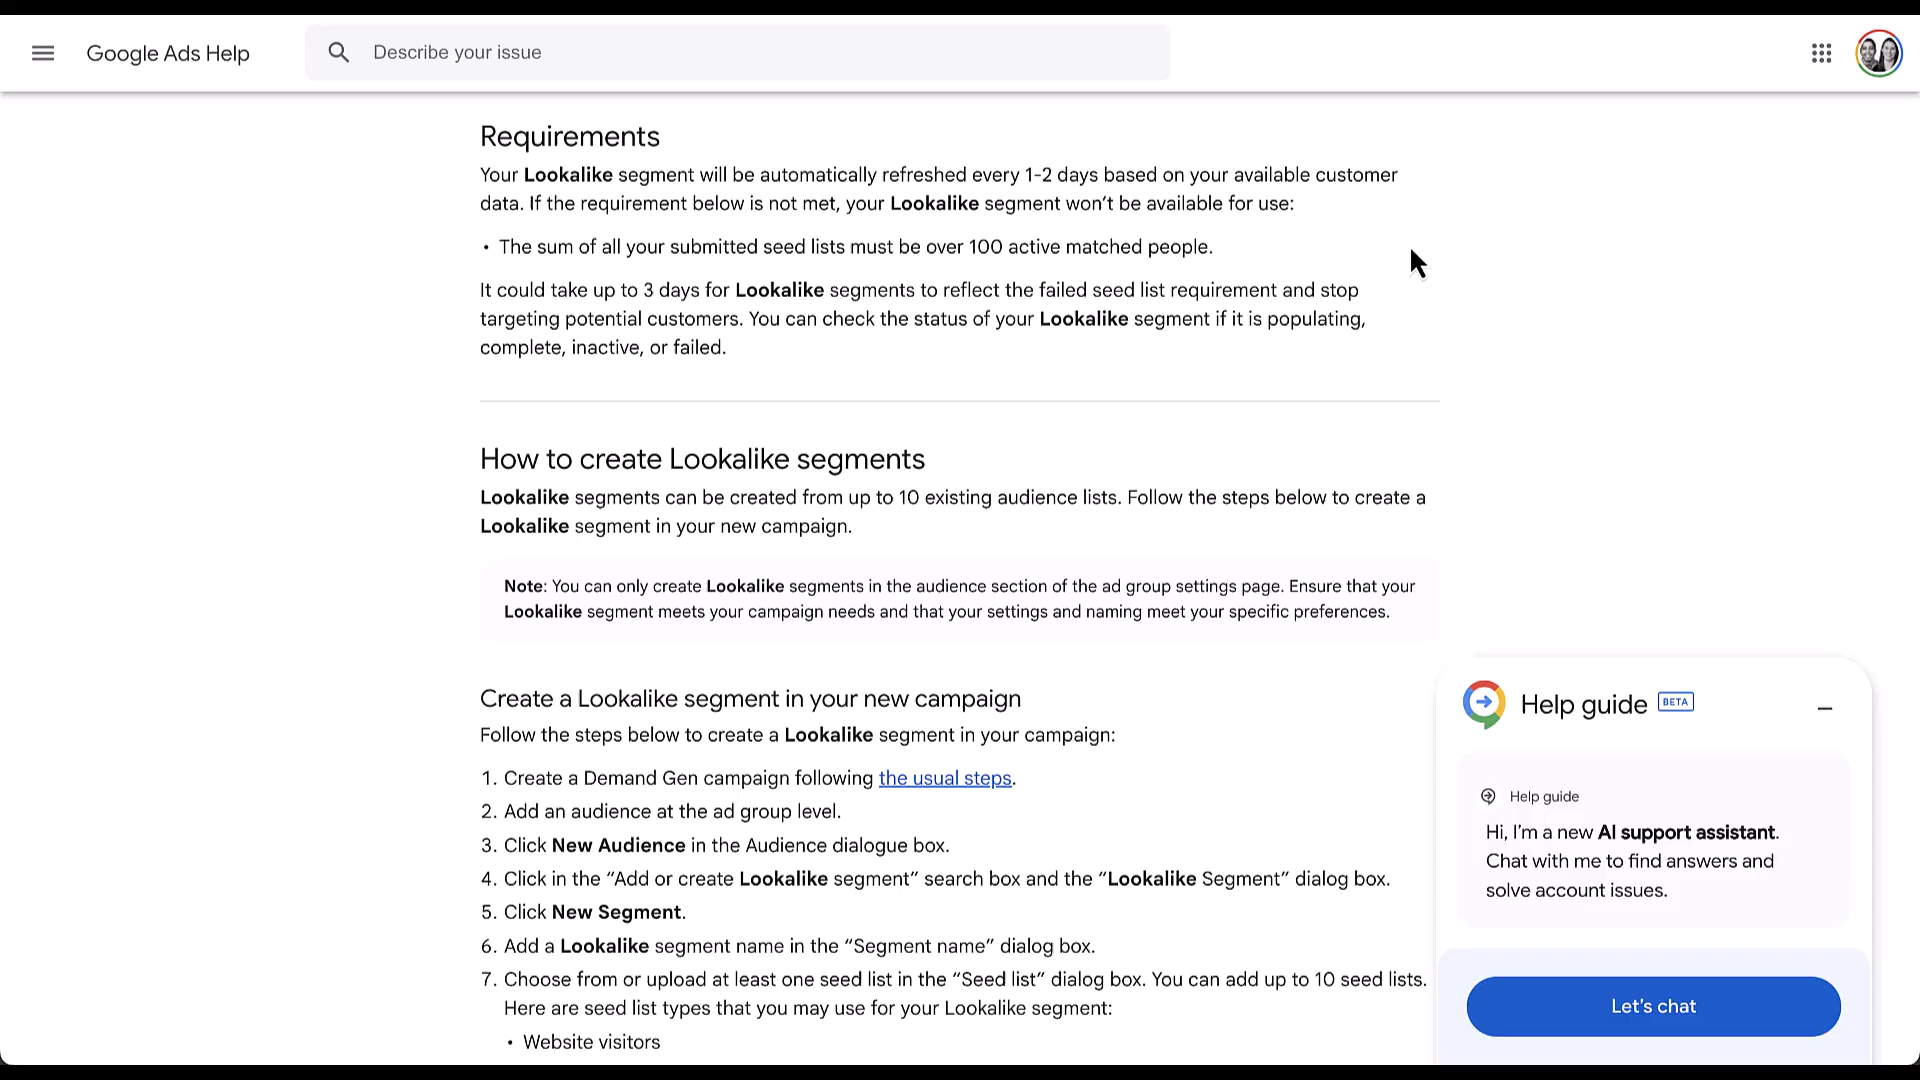 Google Ads Help
Describe your issue
Requirements
Your Lookalike segment will be automatically refreshed every 1-2 days based on your available customer
data. If the requirement below is not met, your Lookalike segment won’t be available for use:
• The sum of all your submitted seed lists must be over 100 active matched people.
It could take up to 3 days for Lookalike segments to reflect the failed seed list requirement and stop
targeting potential customers. You can check the status of your Lookalike segment if it is populating,
complete, inactive, or failed.
How to create Lookalike segments
Lookalike segments can be created from up to 10 existing audience lists. Follow the steps below to create a
Lookalike segment in your new campaign.
Note: You can only create Lookalike segments in the audience section of the ad group settings page. Ensure that your
Lookalike segment meets your campaign needs and that your settings and naming meet your specific preferences.
Create a Lookalike segment in your new campaign
Follow the steps below to create a Lookalike segment in your campaign:
1. Create a Demand Gen campaign following the usual steps.
2. Add an audience at the ad group level.
3. Click New Audience in the Audience dialogue box.
4. Click in the “Add or create Lookalike segment” search box and the “Lookalike Segment” dialog box.
5. Click New Segment.
6. Add a Lookalike segment name in the “Segment name” dialog box.
7. Choose from or upload at least one seed list in the “Seed list” dialog box. You can add up to 10 seed lists.
Here are seed list types that you may use for your Lookalike segment:
• Website visitors
Help guide BETA
Help guide
Hi, I’m a new AI support assistant.
Chat with me to find answers and
solve account issues.
Let’s chat